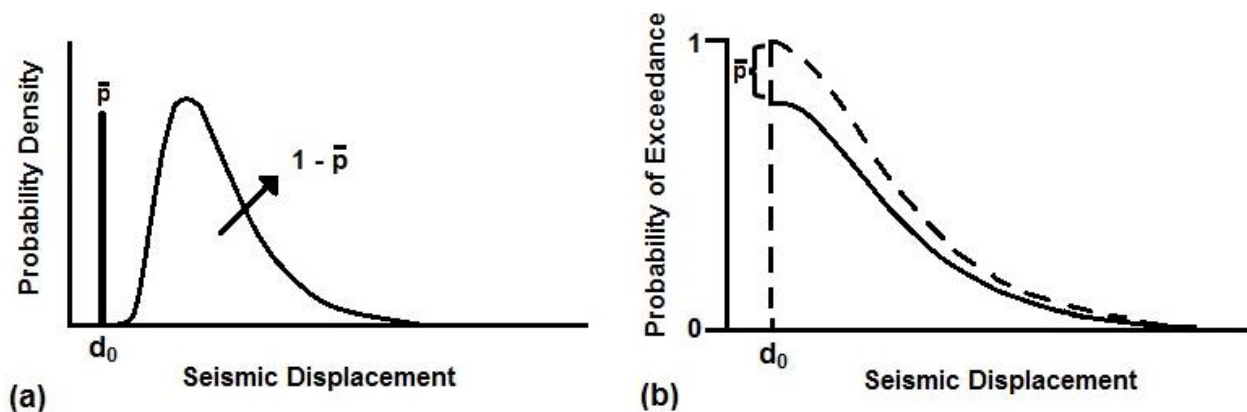 Probability Density
p̄
1 - p̄
d₀
Seismic Displacement
(a)
Probability of Exceedance
1
p̄
0
d₀
Seismic Displacement
(b)